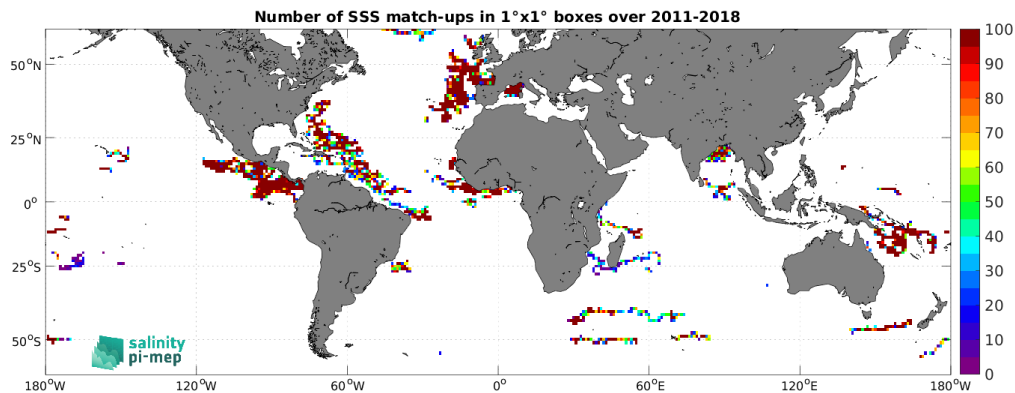 Number of SSS match-ups in 1°x1° boxes over 2011-2018
50°N
25°N
0°
25°S
50°S
180°W
120°W
60°W
0°
60°E
120°E
180°W
100
90
80
70
60
50
40
30
20
10
0
salinity
pi-mep